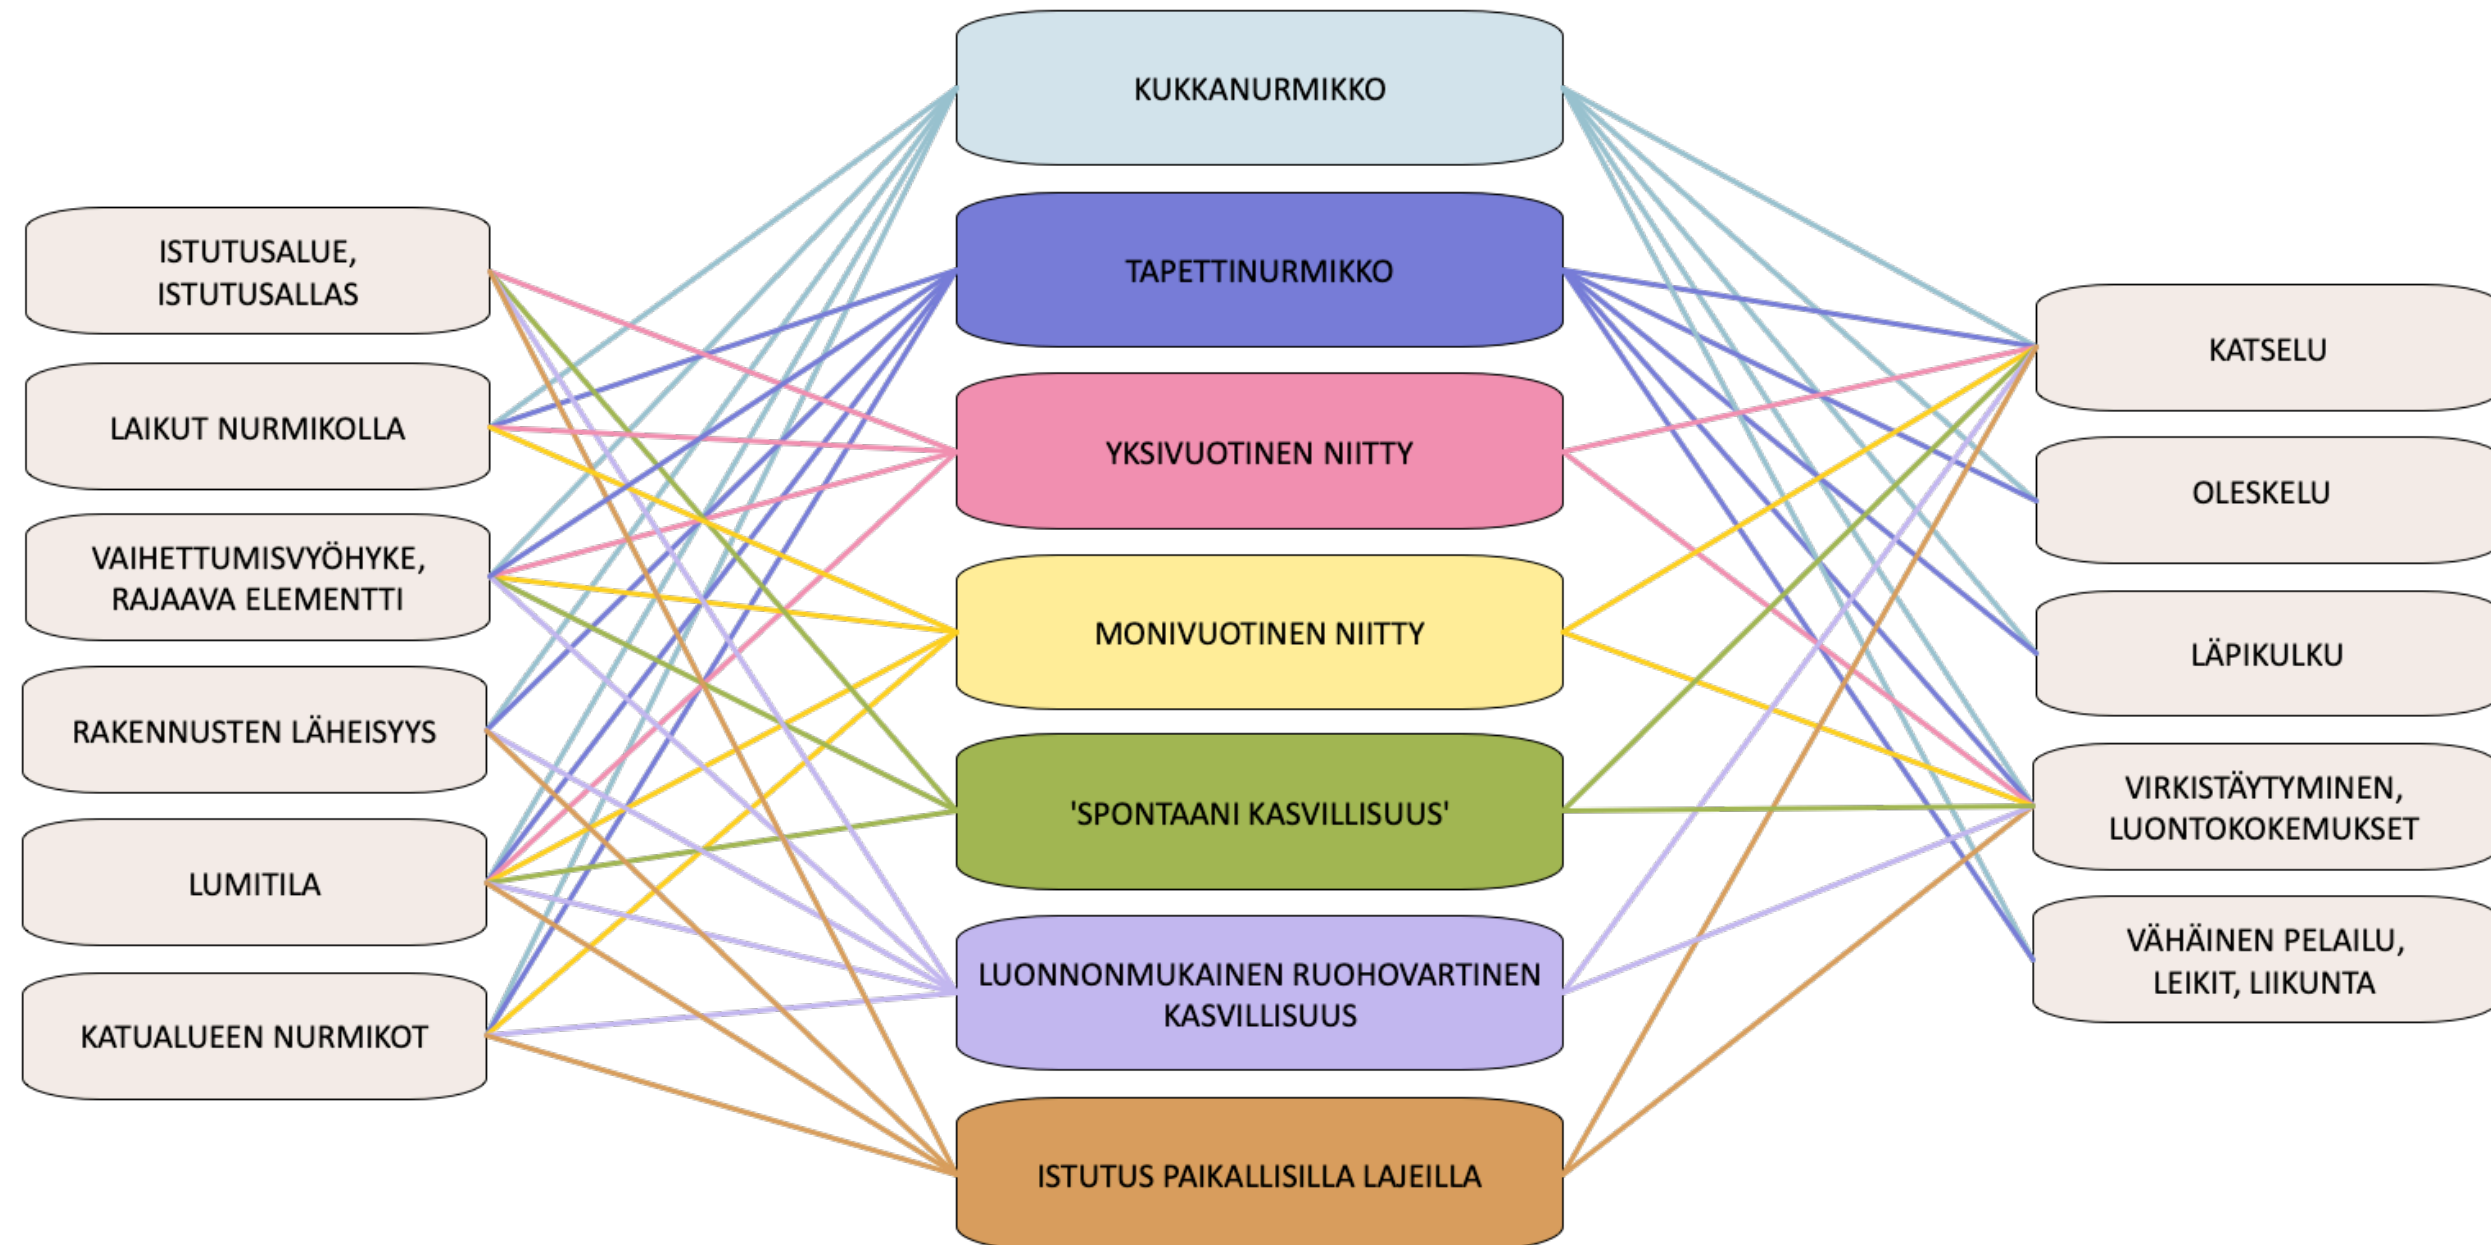 ISTUTUSALUE,
ISTUTUSALLAS
LAIKUT NURMIKOLLA
VAIHETTUMISVYÖHYKE,
RAJAAVA ELEMENTTI
RAKENNUSTEN LÄHEISYYS
LUMITILA
KATUALUEEN NURMIKOT
KUKKANURMIKKO
TAPETTINURMIKKO
YKSIVUOTINEN NIITTY
MONIVUOTINEN NIITTY
'SPONTAANI KASVILLISUUS'
LUONNONMUKAINEN RUOHOVARTINEN
KASVILLISUUS
ISTUTUS PAIKALLISILLA LAJEILLA
KATSELU
OLESKELU
LÄPIKULKU
VIRKISTÄYTYMINEN,
LUONTOKOKEMUKSET
VÄHÄINEN PELAILU,
LEIKIT, LIIKUNTA